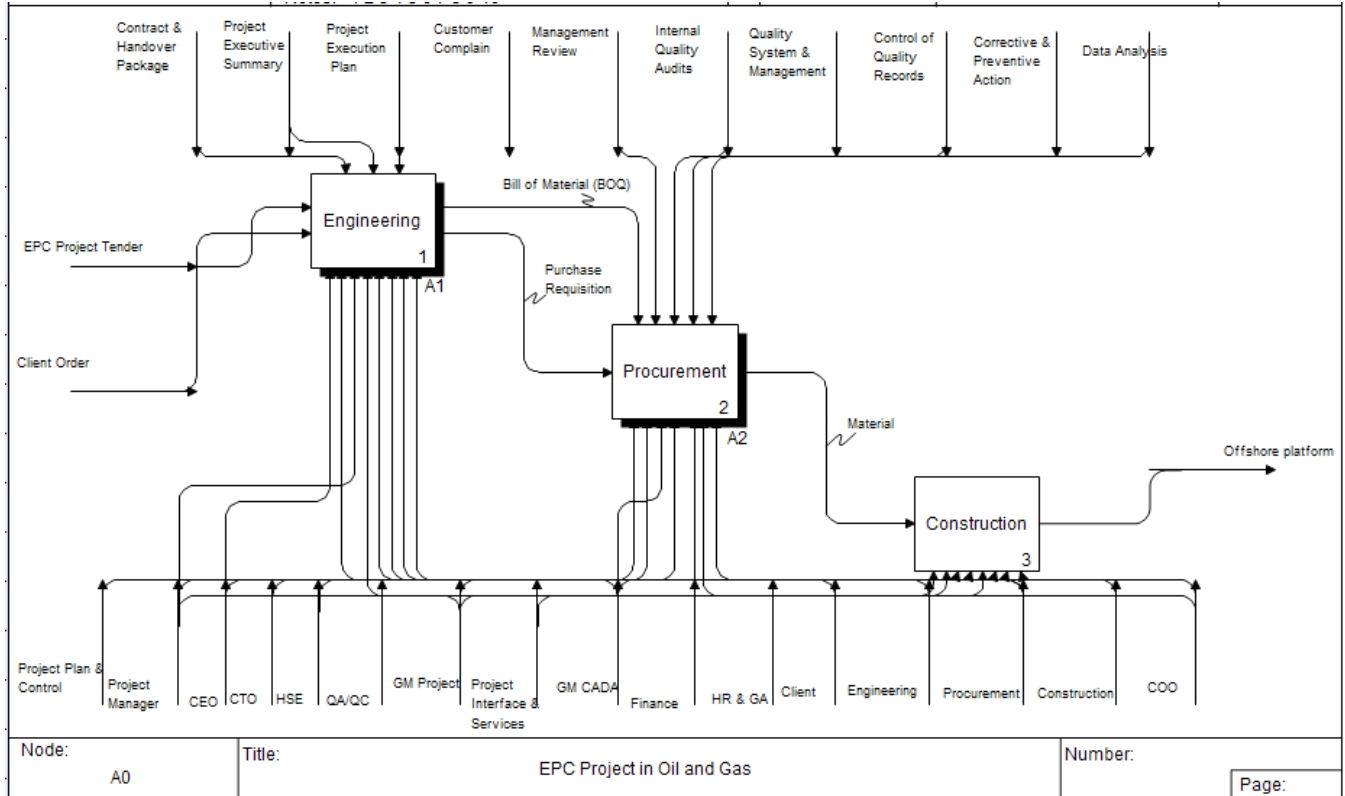 Contract &
Handover
Package
Project
Executive
Summary
Project
Execution
Plan
Customer
Complain
Management
Review
Internal
Quality
Audits
Quality
System &
Management
Control of
Quality
Records
Corrective &
Preventive
Action
Data Analysis
Bill of Material (BOQ)
Engineering
1
A1
EPC Project Tender
Purchase
Requisition
Client Order
Procurement
2
A2
Material
Offshore platform
Construction
3
Project Plan &
Control
Project
Manager
CEO
CTO
HSE
QA/QC
GM Project
Project
Interface &
Services
GM CADA
Finance
HR & GA
Client
Engineering
Procurement
Construction
COO
Node:
A0
Title:
EPC Project in Oil and Gas
Number:
Page: